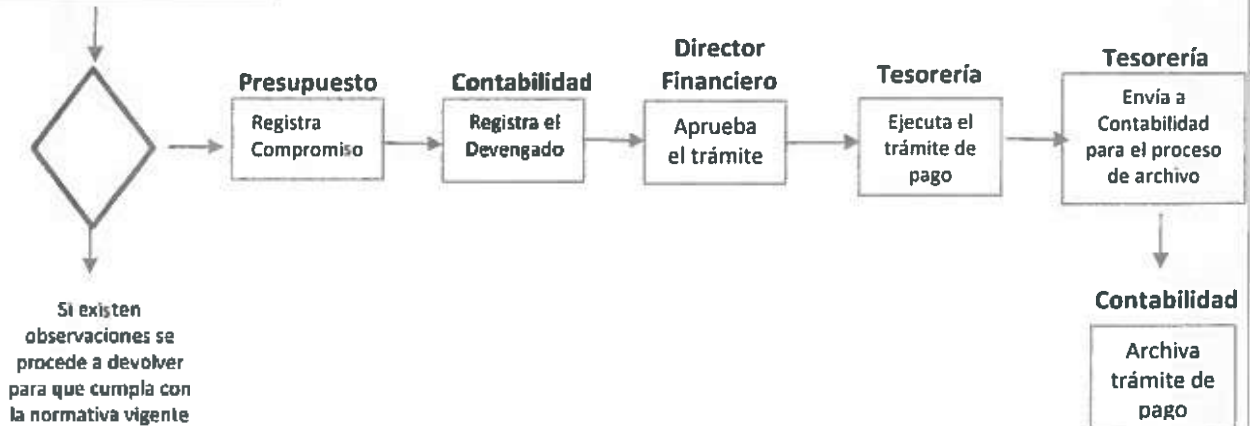 Presupuesto
Registra
Compromiso
Contabilidad
Registra el
Devengado
Director
Financiero
Aprueba
el trámite
Tesorería
Ejecuta el
trámite de
pago
Tesorería
Envía a
Contabilidad
para el proceso
de archivo
Contabilidad
Archiva
trámite de
pago
Si existen
observaciones se
procede a devolver
para que cumpla con
la normativa vigente